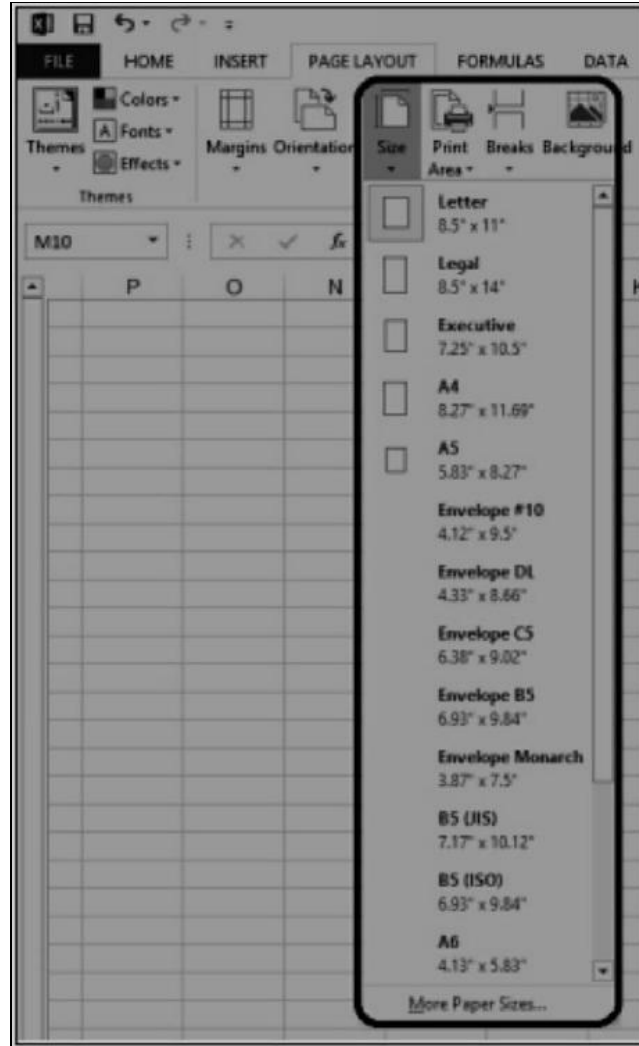 FILE HOME INSERT PAGE LAYOUT FORMULAS DATA
Colors
A Fonts
Effects
Themes Margins Orientation Size Print Area Breaks Background
Themes
M10 fx
P O N
Letter
8.5" x 11"
Legal
8.5" x 14"
Executive
7.25" x 10.5"
A4
8.27" x 11.69"
A5
5.83" x 8.27"
Envelope #10
4.12" x 9.5"
Envelope DL
4.33" x 8.66"
Envelope C5
6.38" x 9.02"
Envelope B5
6.93" x 9.84"
Envelope Monarch
3.87" x 7.5"
B5 (JIS)
7.17" x 10.12"
B5 (ISO)
6.93" x 9.84"
A6
4.13" x 5.83"
More Paper Sizes...